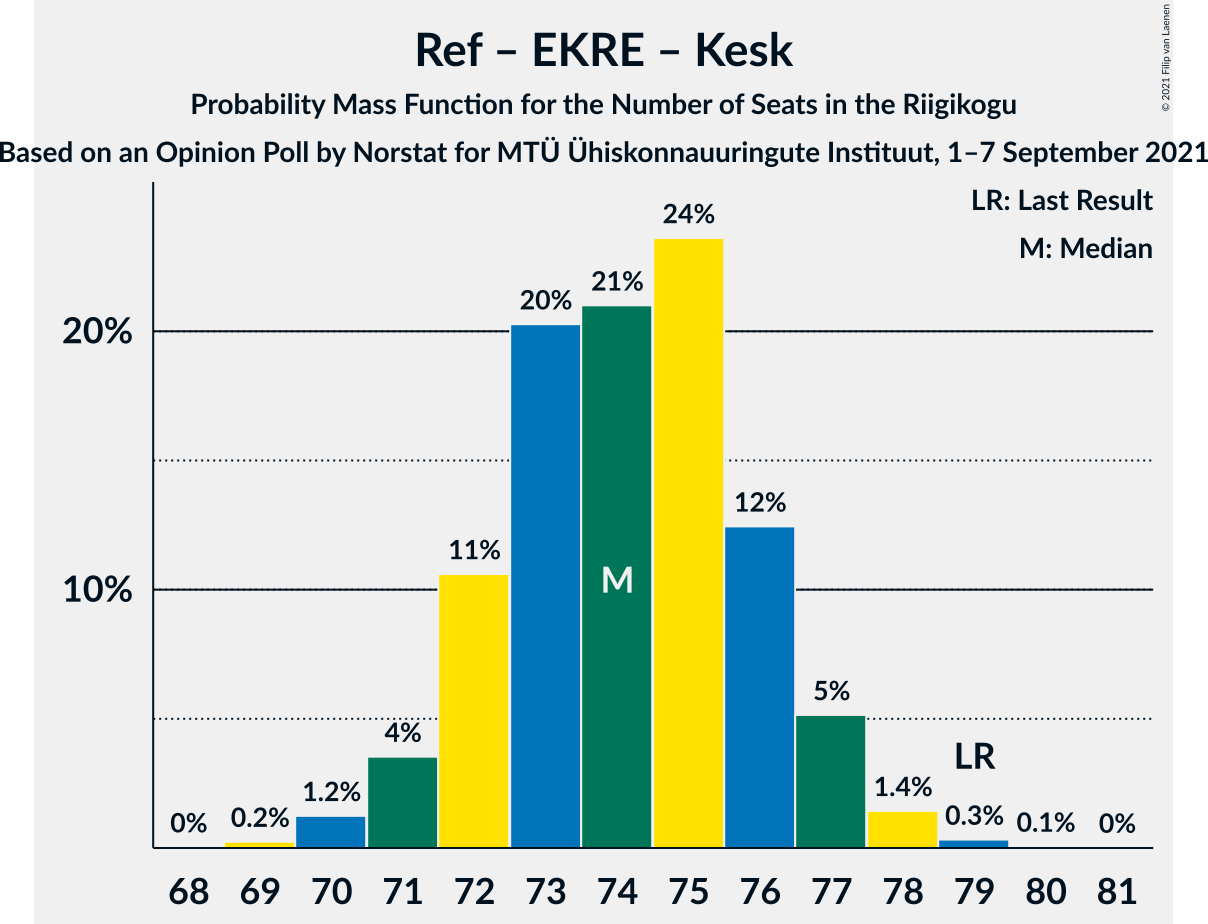 Ref – EKRE – Kesk
Probability Mass Function for the Number of Seats in the Riigikogu
Based on an Opinion Poll by Norstat for MTÜ Ühiskonnauuringute Instituut, 1–7 September 2021
© 2021 Filip van Laenen
LR: Last Result
M: Median
20%
10%
0%
0.2%
1.2%
4%
11%
20%
21%
24%
12%
5%
1.4%
0.3%
0.1%
0%
M
LR
68 69 70 71 72 73 74 75 76 77 78 79 80 81